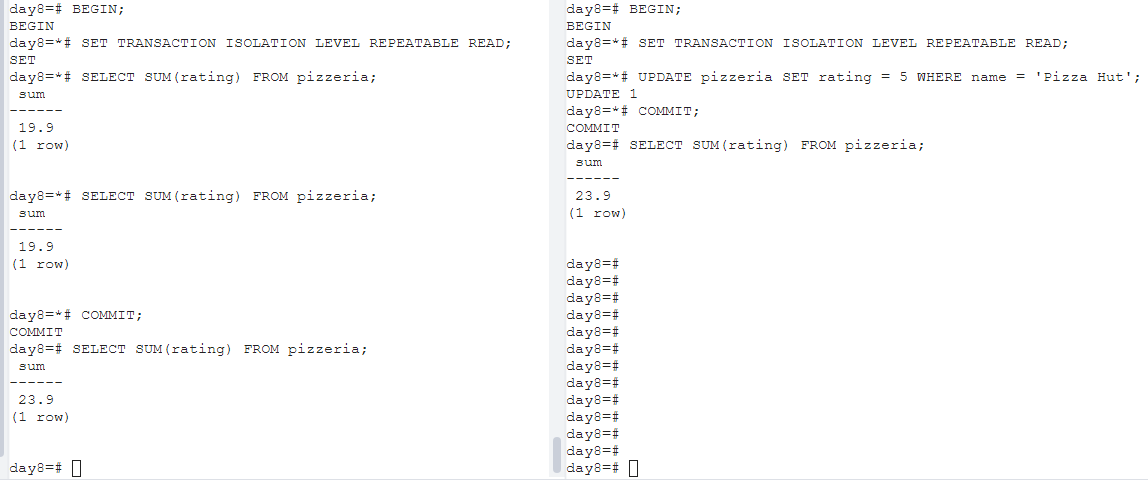 day8=# BEGIN;
BEGIN
day8=*# SET TRANSACTION ISOLATION LEVEL REPEATABLE READ;
SET
day8=*# SELECT SUM(rating) FROM pizzeria;
 sum
------
 19.9
(1 row)

day8=*# SELECT SUM(rating) FROM pizzeria;
 sum
------
 19.9
(1 row)

day8=*# COMMIT;
COMMIT
day8=# SELECT SUM(rating) FROM pizzeria;
 sum
------
 23.9
(1 row)

day8=#
day8=# BEGIN;
BEGIN
day8=*# SET TRANSACTION ISOLATION LEVEL REPEATABLE READ;
SET
day8=*# UPDATE pizzeria SET rating = 5 WHERE name = 'Pizza Hut';
UPDATE 1
day8=*# COMMIT;
COMMIT
day8=# SELECT SUM(rating) FROM pizzeria;
 sum
------
 23.9
(1 row)

day8=#
day8=#
day8=#
day8=#
day8=#
day8=#
day8=#
day8=#
day8=#
day8=#
day8=#
day8=#
day8=#